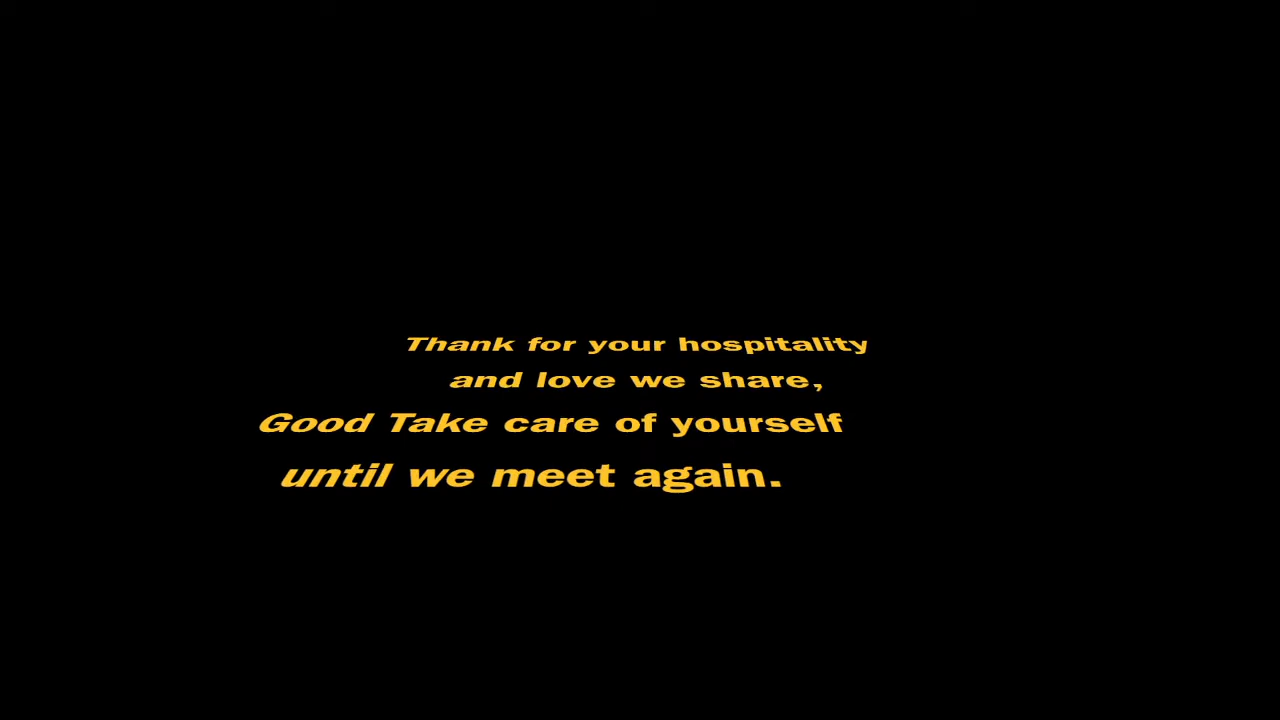 Thank for your hospitality
and love we share,
Good Take care of yourself
until we meet again.